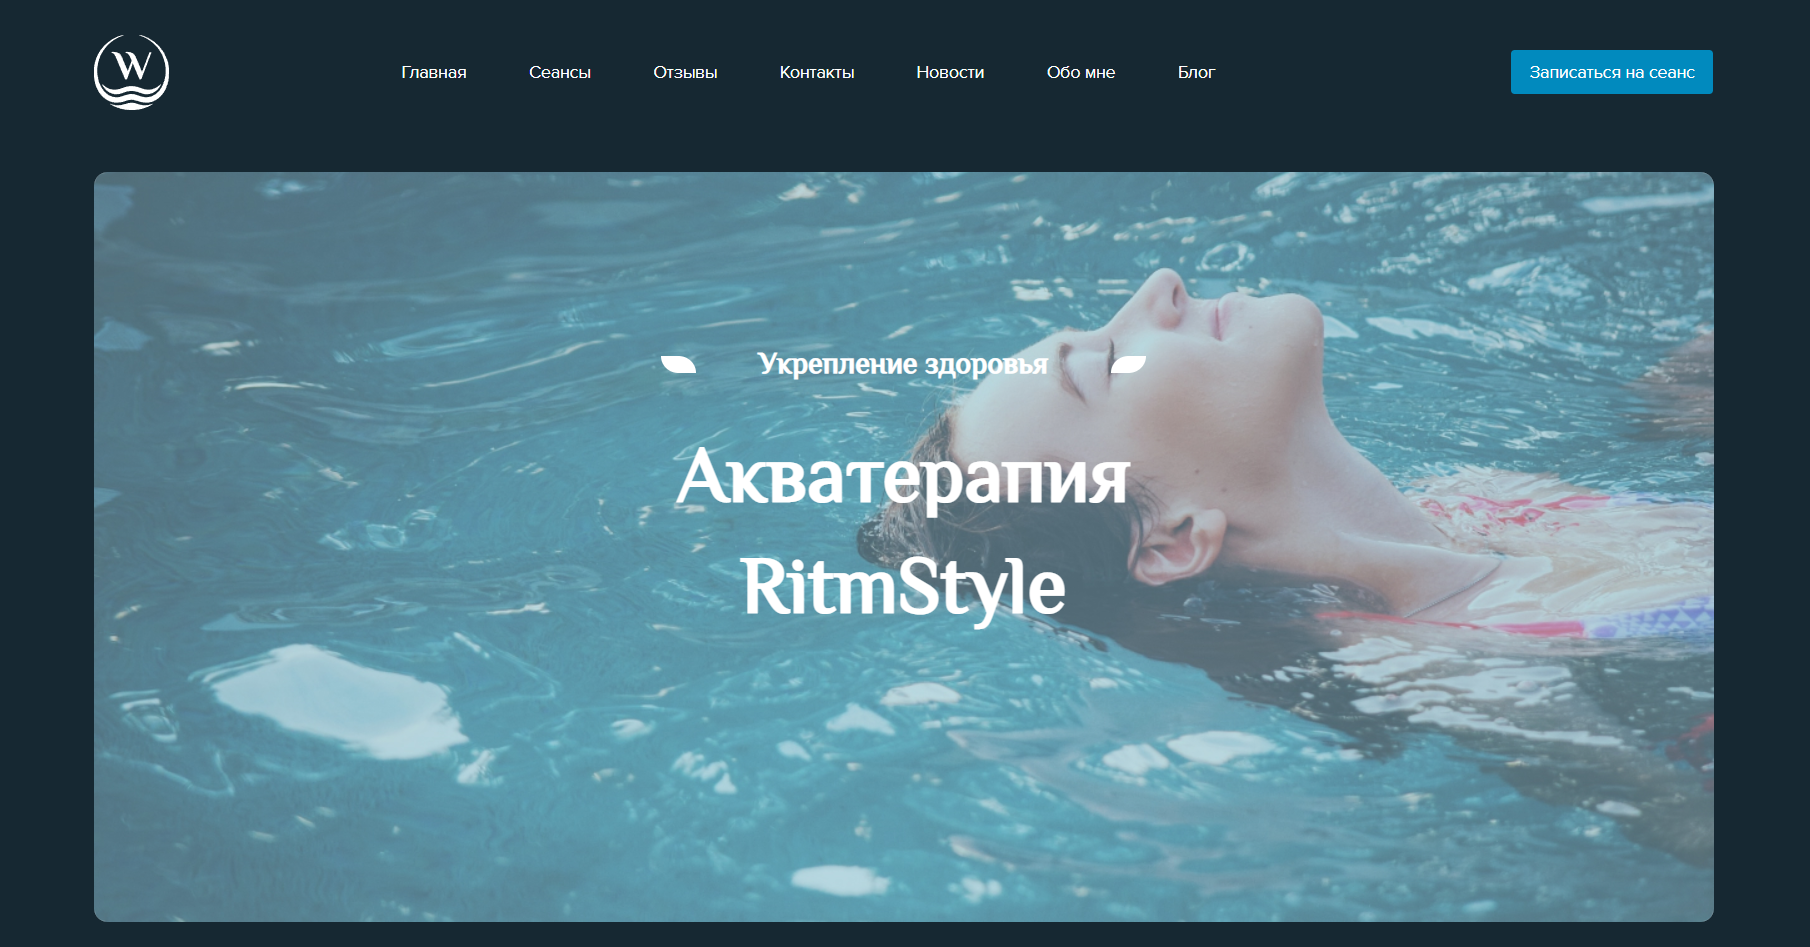 W
Главная Сеансы Отзывы Контакты Новости Обо мне Блог Записаться на сеанс
Укрепление здоровья
Акватерапия
RitmStyle